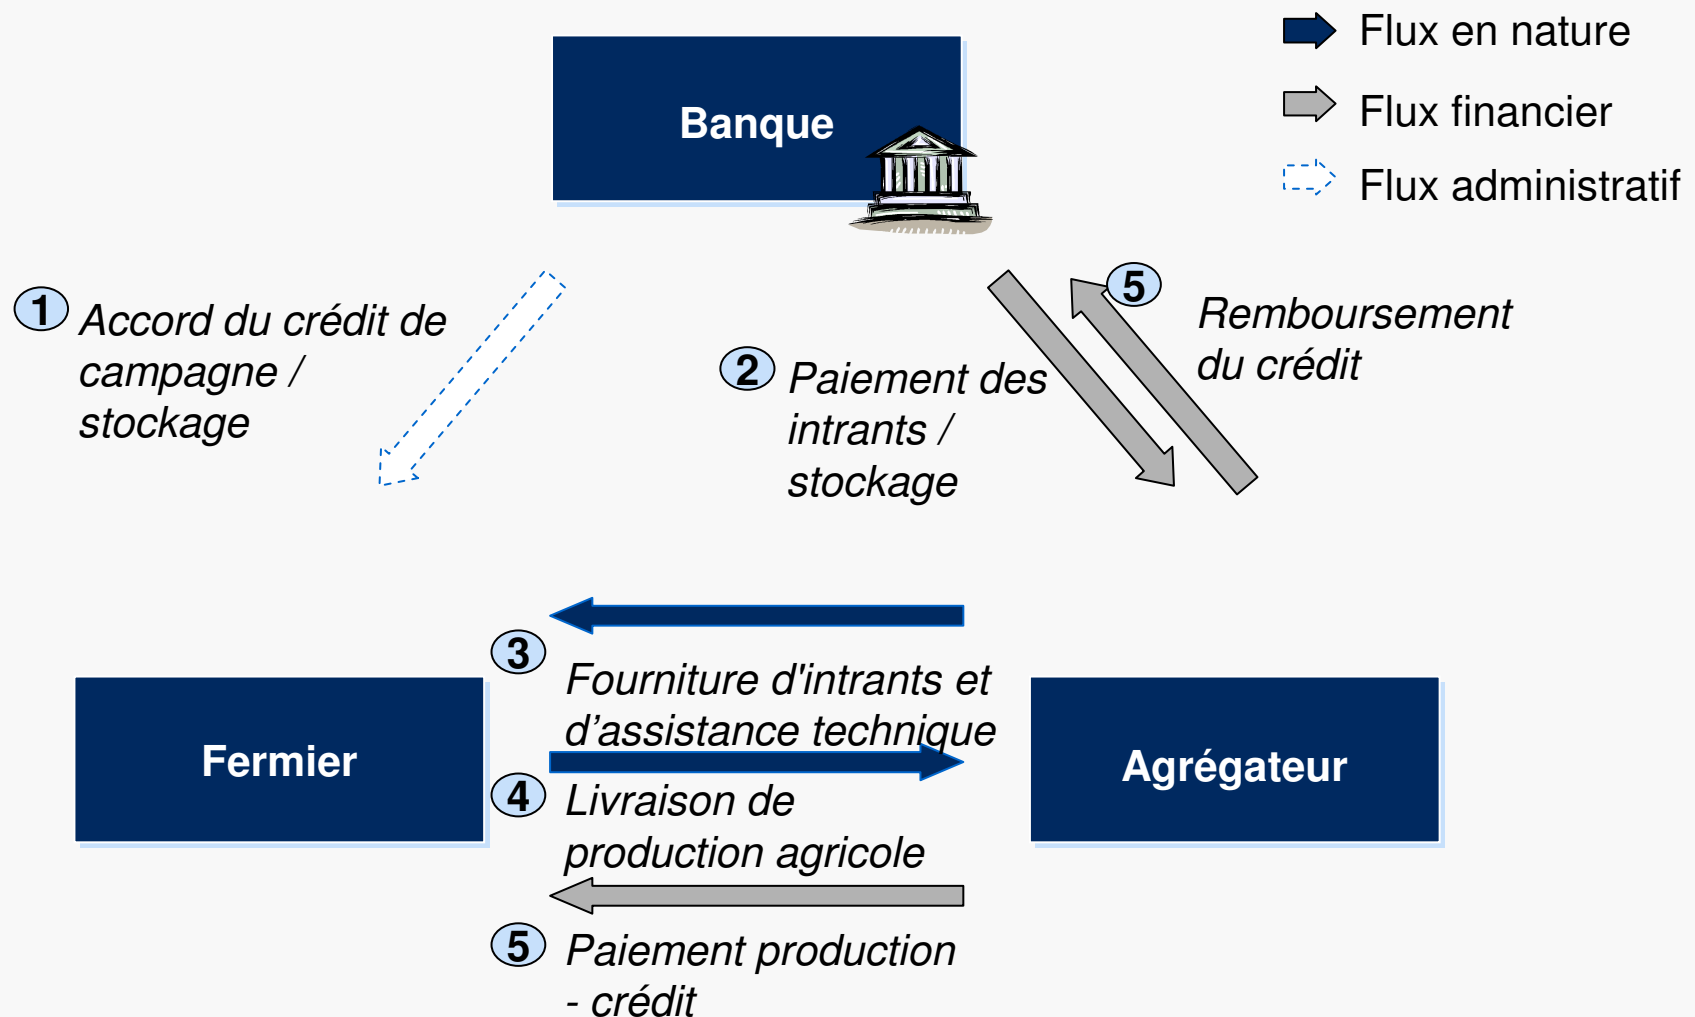 Flux en nature
Banque
Flux financier
Flux administratif
1 Accord du crédit de
campagne /
stockage
5
Remboursement
du crédit
2 Paiement des
intrants /
stockage
3
Fourniture d'intrants et
d’assistance technique
Fermier
Agrégateur
4 Livraison de
production agricole
5 Paiement production
- crédit